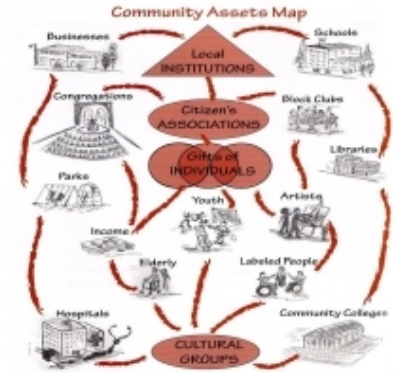 Community Assets Map
Businesses
Schools
Local
INSTITUTIONS
Congregations
Citizen's
ASSOCIATIONS
Block Clubs
Gifts of
INDIVIDUALS
Libraries
Parks
Youth
Artists
Income
Elderly
Labeled People
Hospitals
Community Colleges
CULTURAL
GROUPS